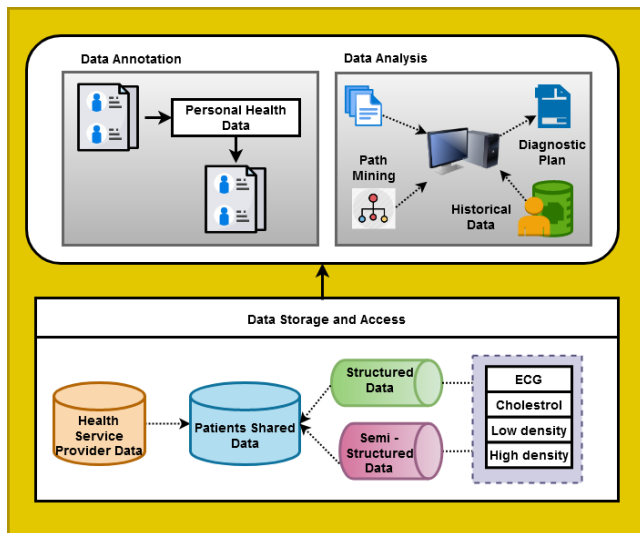 Data Annotation
Data Analysis
Personal Health
Data
Path
Mining
Diagnostic
Plan
Historical
Data
Data Storage and Access
Health
Service
Provider Data
Patients Shared
Data
Structured
Data
Semi -
Structured
Data
ECG
Cholestrol
Low density
High density